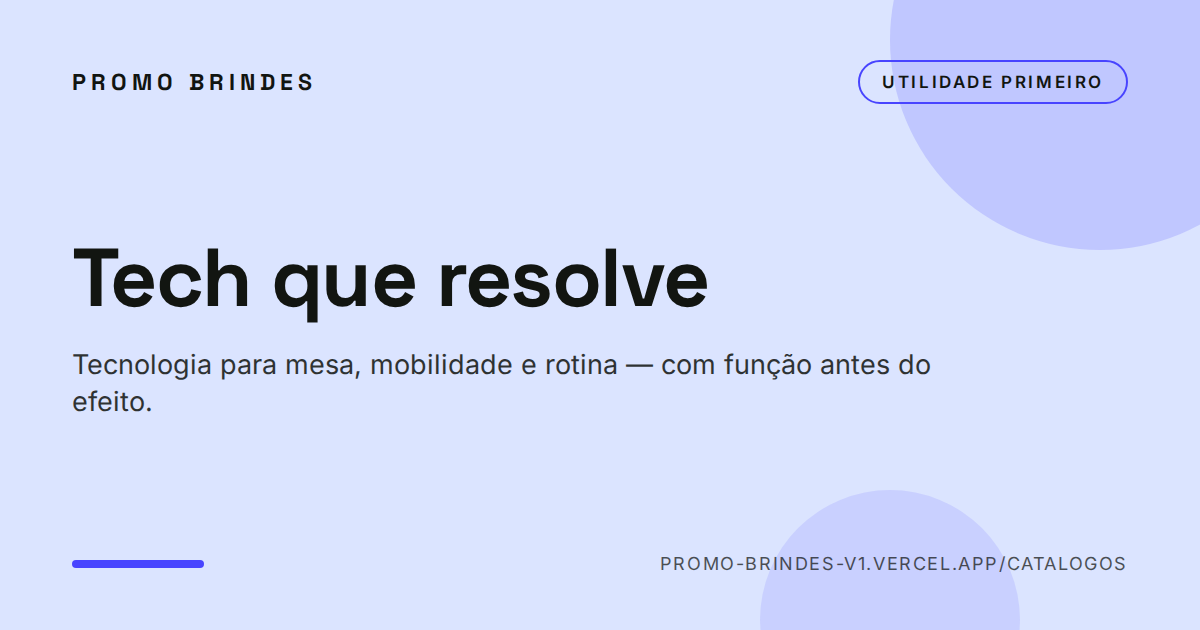 PROMO BRINDES
UTILIDADE PRIMEIRO
Tech que resolve
Tecnologia para mesa, mobilidade e rotina — com função antes do
efeito.
PROMO-BRINDES-V1.VERCEL.APP/CATALOGOS